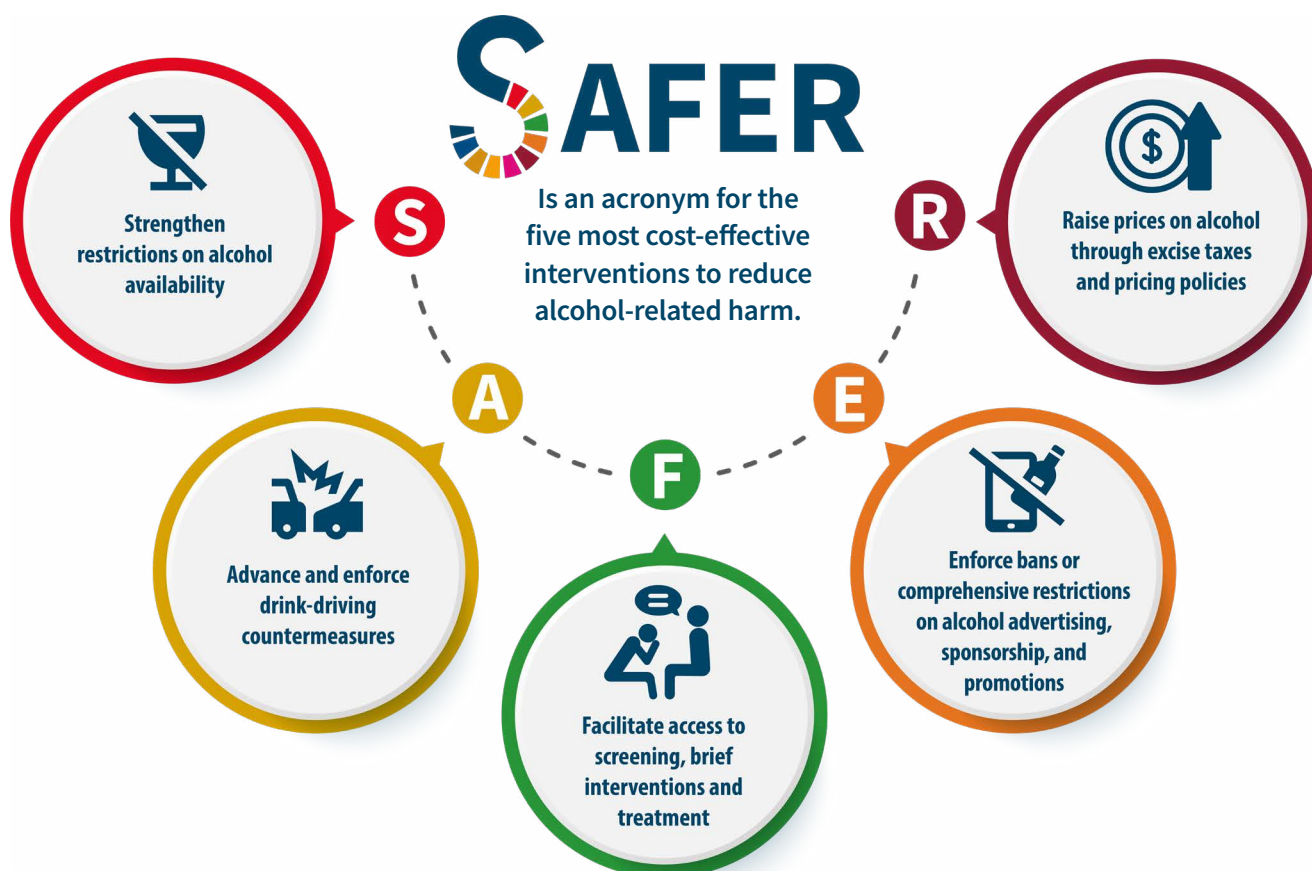 SAFER
Is an acronym for the
five most cost-effective
interventions to reduce
alcohol-related harm.
S
Strengthen
restrictions on alcohol
availability
A
Advance and enforce
drink-driving
countermeasures
F
Facilitate access to
screening, brief
interventions and
treatment
E
Enforce bans or
comprehensive restrictions
on alcohol advertising,
sponsorship, and
promotions
R
$
Raise prices on alcohol
through excise taxes
and pricing policies